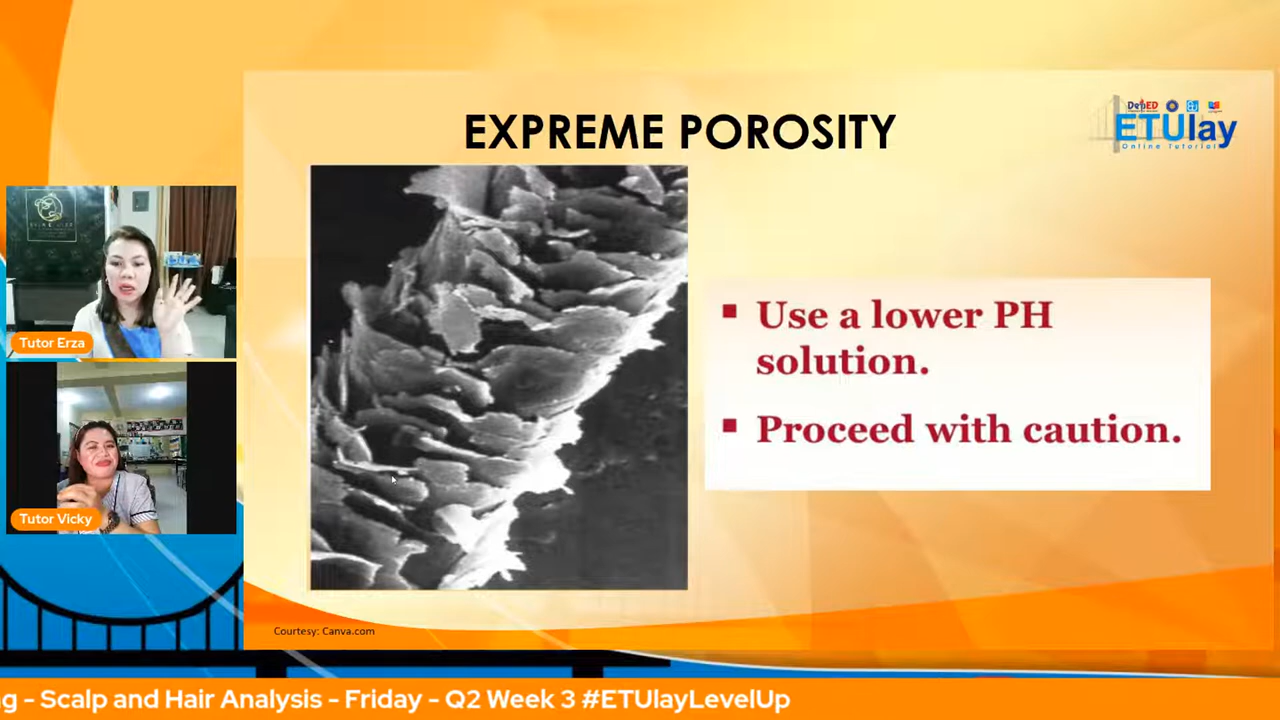 EXPREME POROSITY
DepED
ETUlay
Online Tutorial
Use a lower PH
solution.
Proceed with caution.
Tutor Erza
Tutor Vicky
Courtesy: Canva.com
g - Scalp and Hair Analysis - Friday - Q2 Week 3 #ETUlayLevelUp